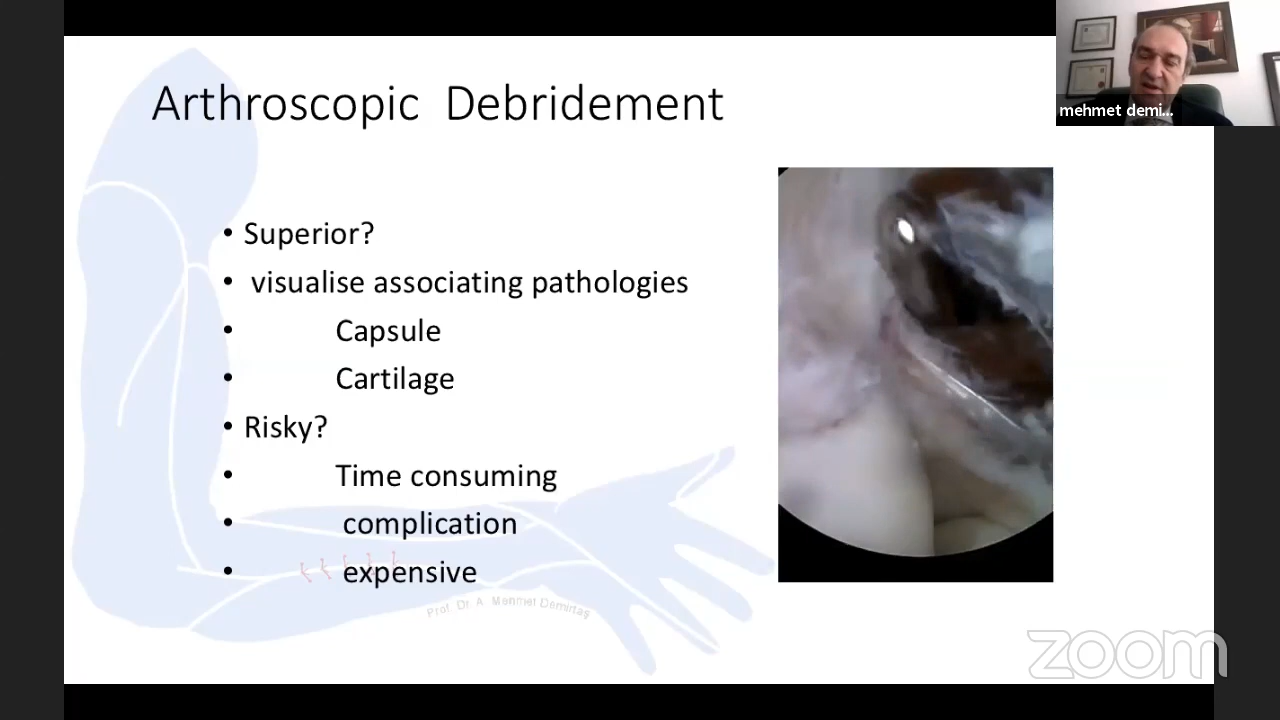 mehmet demi...
Arthroscopic Debridement
• Superior?
• visualise associating pathologies
• Capsule
• Cartilage
• Risky?
• Time consuming
• complication
• expensive
Prof. Dr. A. Mehmet Demirtaş
zoom